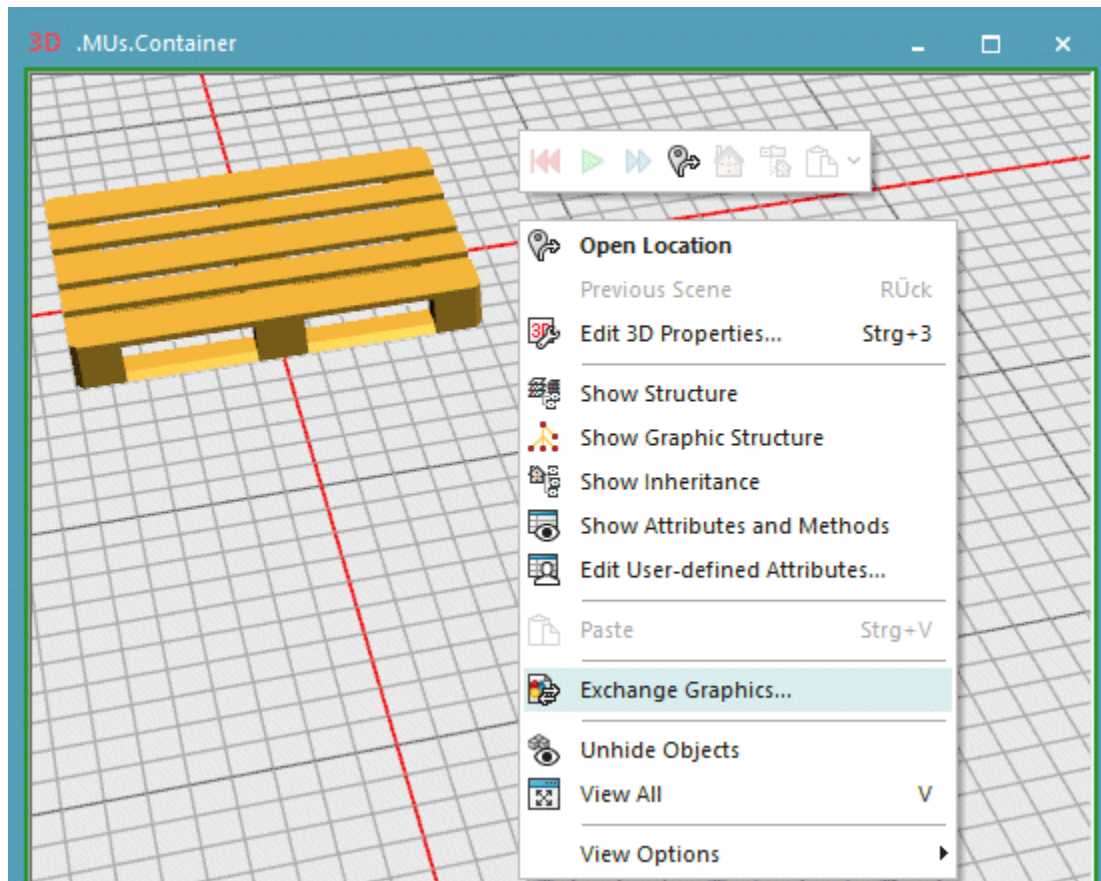 3D .MUs.Container
Open Location
Previous Scene RÜck
3D Edit 3D Properties... Strg+3
Show Structure
Show Graphic Structure
Show Inheritance
Show Attributes and Methods
Edit User-defined Attributes...
Paste Strg+V
Exchange Graphics...
Unhide Objects
View All V
View Options